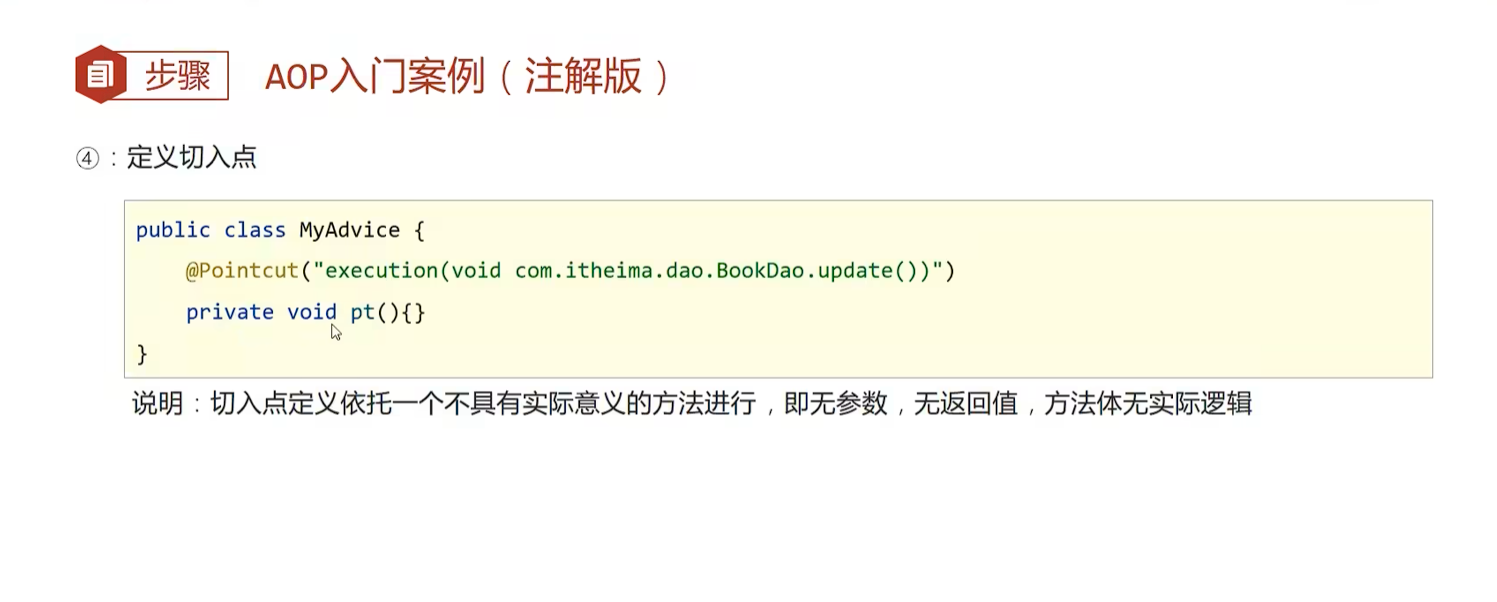 步骤 AOP入门案例（注解版）
④：定义切入点
public class MyAdvice {
    @Pointcut("execution(void com.itheima.dao.BookDao.update())")
    private void pt(){}
}
说明：切入点定义依托一个不具有实际意义的方法进行，即无参数，无返回值，方法体无实际逻辑